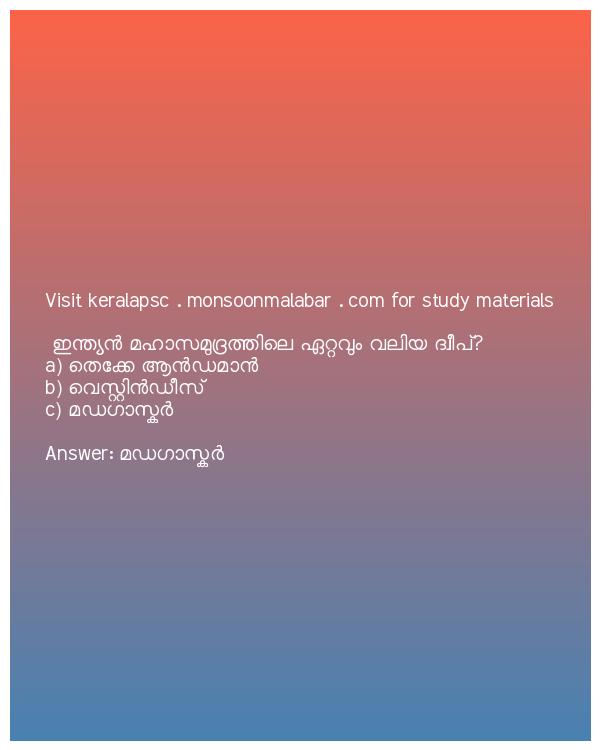 Visit keralapsc . monsoonmalabar . com for study materials
ഇന്ത്യൻ മഹാസമുദ്രത്തിലെ ഏറ്റവും വലിയ ദ്വീപ്?
a) തെക്കേ ആൻഡമാൻ
b) വെസ്റ്റിൻഡീസ്
c) മഡഗാസ്കർ
Answer: മഡഗാസ്കർ